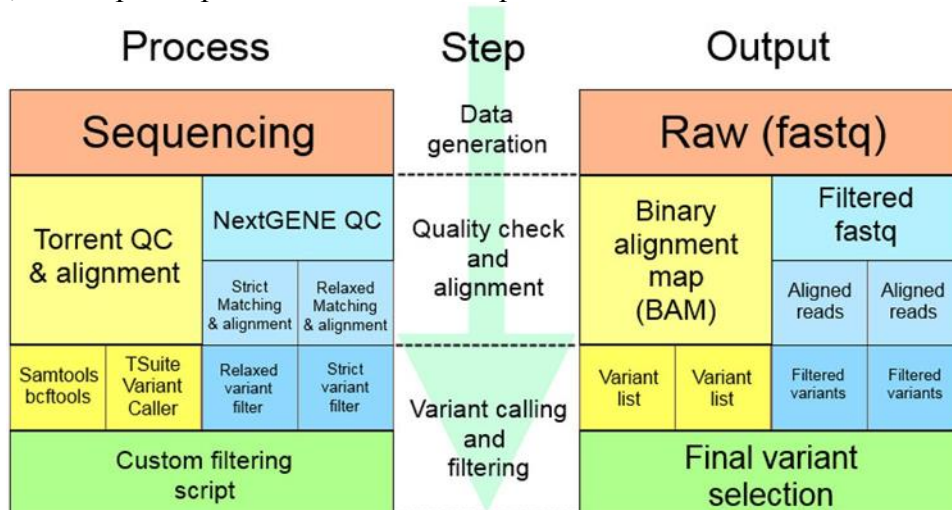 Process
Step
Output
Sequencing
Data
generation
Raw (fastq)
Torrent QC
& alignment
NextGENE QC
Strict
Matching
& alignment
Relaxed
Matching
& alignment
Quality check
and
alignment
Binary
alignment
map
(BAM)
Filtered
fastq
Aligned
reads
Aligned
reads
Samtools
bcftools
TSuite
Variant
Caller
Relaxed
variant
filter
Strict
variant
filter
Variant calling
and
filtering
Variant
list
Variant
list
Filtered
variants
Filtered
variants
Custom filtering
script
Final variant
selection